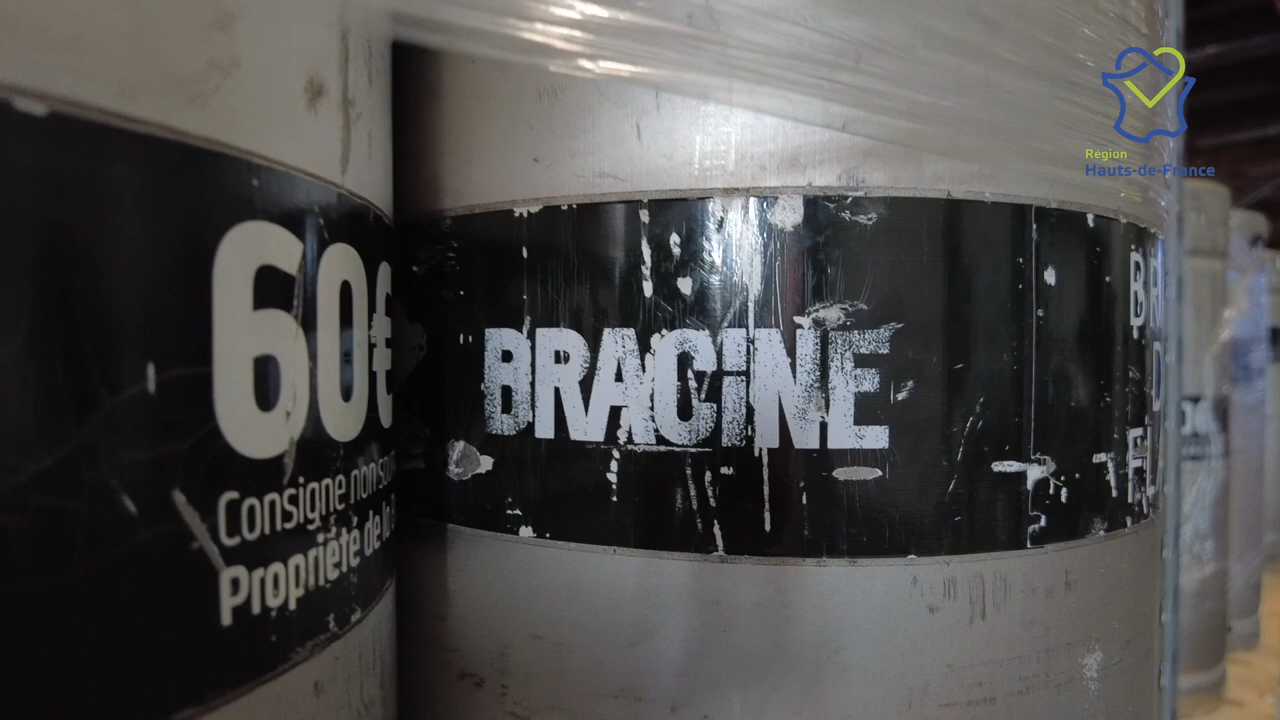 Région
Hauts-de-France
60€
Consigne non
Propriété de la
BRACiNE